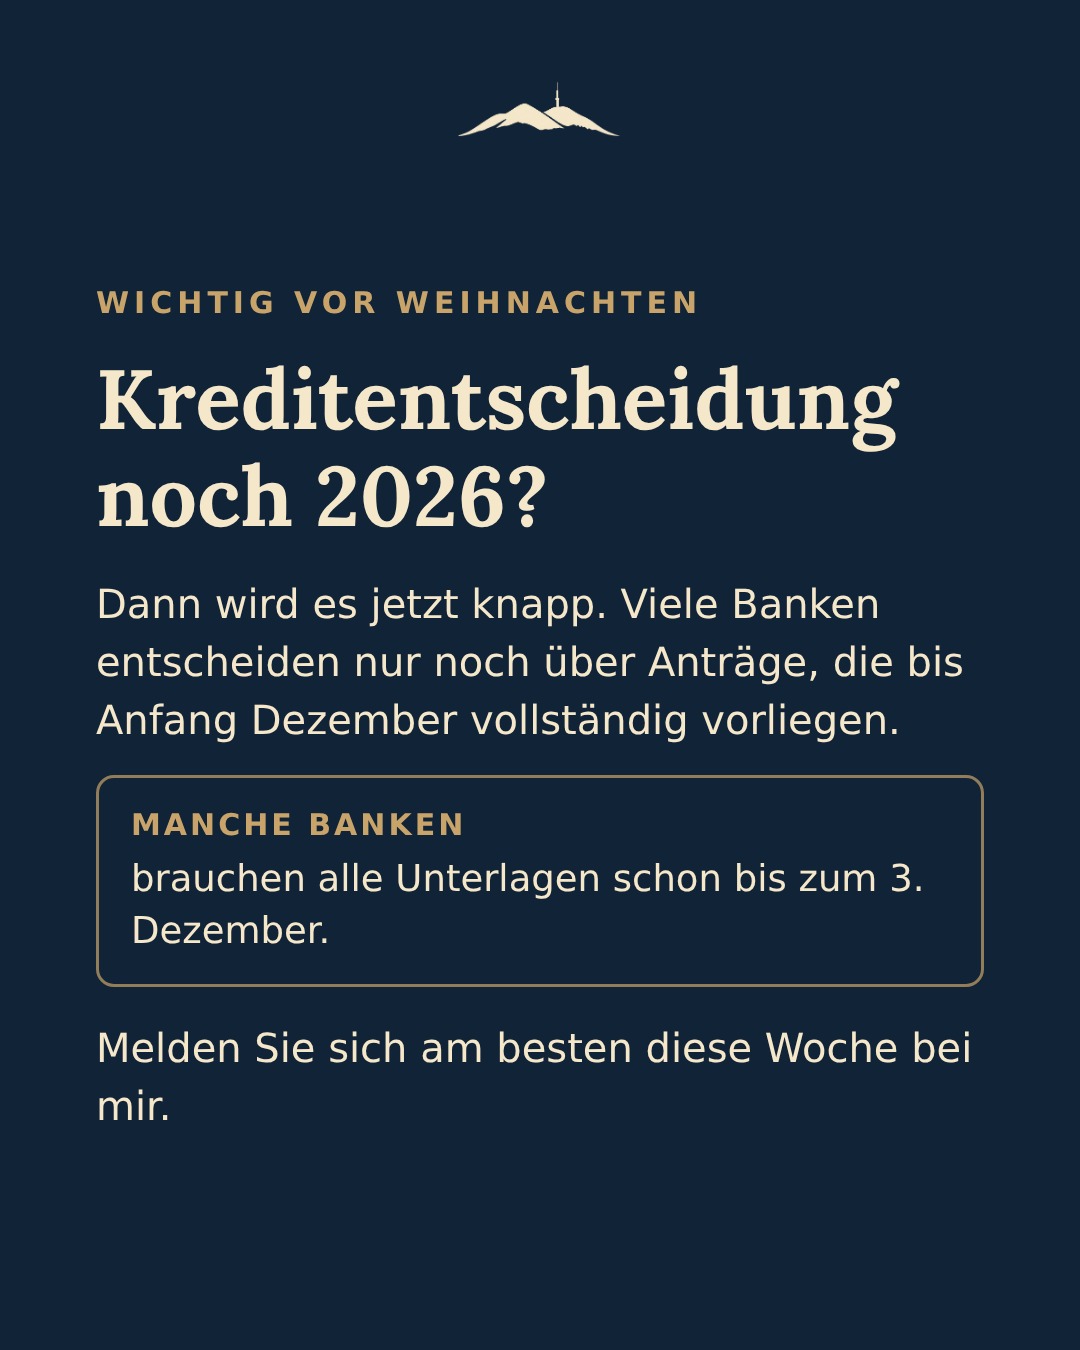 WICHTIG VOR WEIHNACHTEN
Kreditentscheidung
noch 2026?
Dann wird es jetzt knapp. Viele Banken
entscheiden nur noch über Anträge, die bis
Anfang Dezember vollständig vorliegen.
MANCHE BANKEN
brauchen alle Unterlagen schon bis zum 3.
Dezember.
Melden Sie sich am besten diese Woche bei
mir.